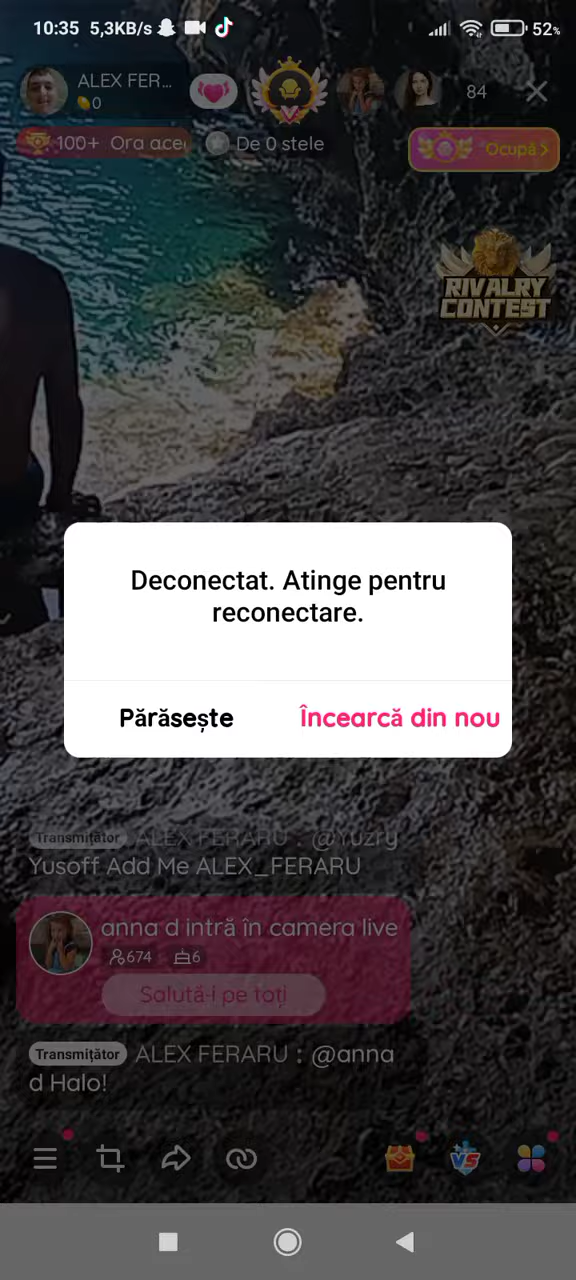 10:35 5,3KB/s 52%
ALEX FER... 84
0
100+ Ora ace
De 0 stele
Ocupă
RIVALRY
CONTEST
Deconectat. Atinge pentru
reconectare.
Părăsește Încearcă din nou
Transmițător ALEX FERARU : @Yuzry
Yusoff Add Me ALEX_FERARU
anna d intră în camera live
674 6
Salută-i pe toți
Transmițător ALEX FERARU : @anna
d Halo!
VS